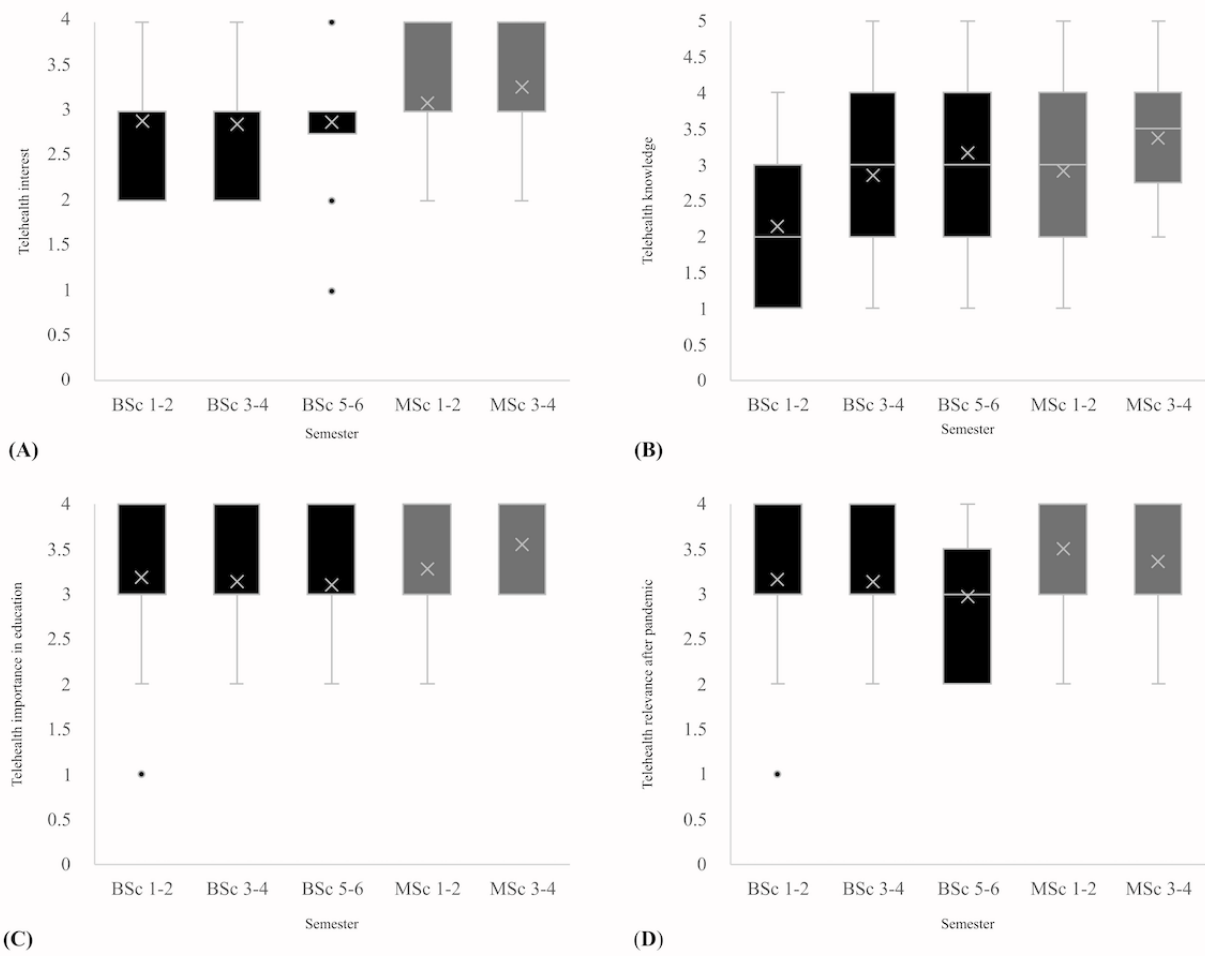 4
3.5
3
2.5
2
1.5
1
0.5
0
Telehealth interest
BSc 1-2 BSc 3-4 BSc 5-6 MSc 1-2 MSc 3-4
Semester
(A)
5
4.5
4
3.5
3
2.5
2
1.5
1
0.5
0
Telehealth knowledge
BSc 1-2 BSc 3-4 BSc 5-6 MSc 1-2 MSc 3-4
Semester
(B)
4
3.5
3
2.5
2
1.5
1
0.5
0
Telehealth importance in education
BSc 1-2 BSc 3-4 BSc 5-6 MSc 1-2 MSc 3-4
Semester
(C)
4
3.5
3
2.5
2
1.5
1
0.5
0
Telehealth relevance after pandemic
BSc 1-2 BSc 3-4 BSc 5-6 MSc 1-2 MSc 3-4
Semester
(D)